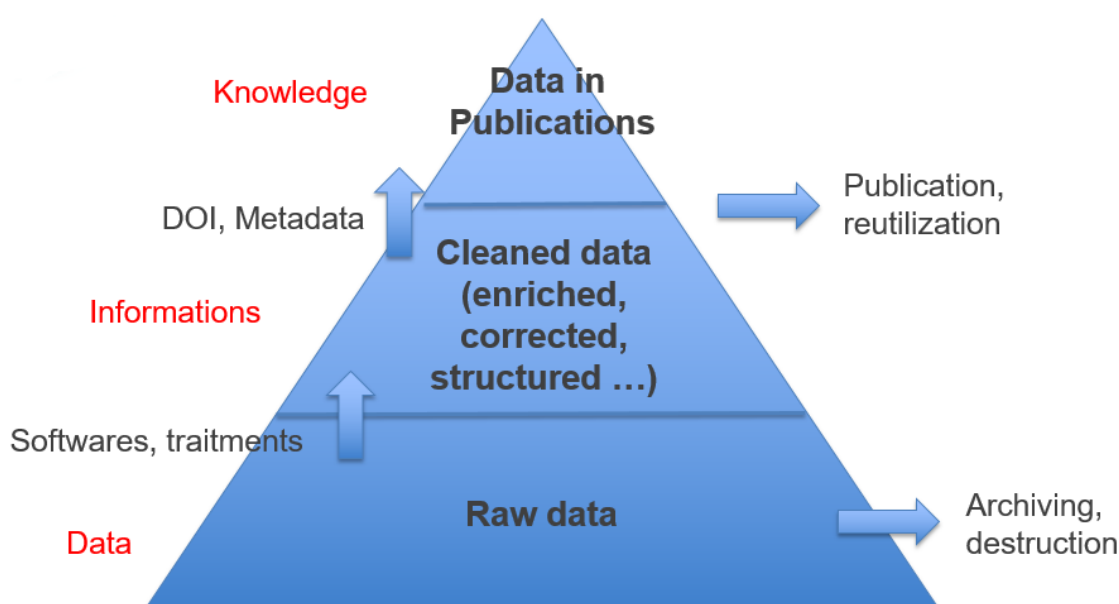 Data in
Publications
Knowledge
DOI, Metadata
Publication,
reutilization
Cleaned data
(enriched,
corrected,
structured …)
Informations
Softwares, traitments
Raw data
Data
Archiving,
destruction